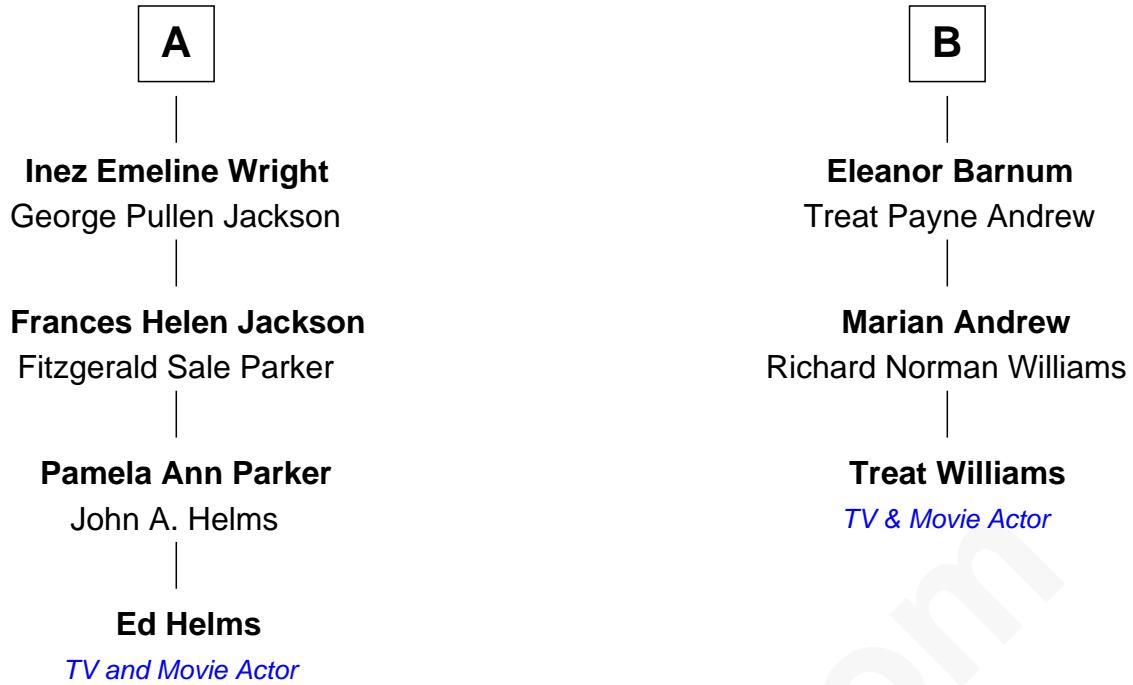 A
Inez Emeline Wright
George Pullen Jackson
Frances Helen Jackson
Fitzgerald Sale Parker
Pamela Ann Parker
John A. Helms
Ed Helms
TV and Movie Actor
B
Eleanor Barnum
Treat Payne Andrew
Marian Andrew
Richard Norman Williams
Treat Williams
TV & Movie Actor
om